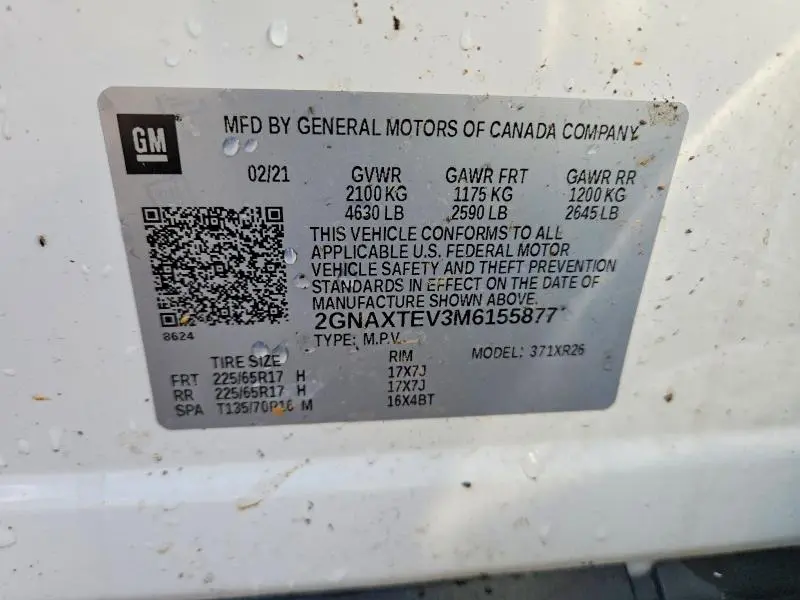 GM
MFD BY GENERAL MOTORS OF CANADA COMPANY
02/21 GVWR GAWR FRT GAWR RR
2100 KG 1175 KG 1200 KG
4630 LB 2590 LB 2645 LB
THIS VEHICLE CONFORMS TO ALL
APPLICABLE U.S. FEDERAL MOTOR
VEHICLE SAFETY AND THEFT PREVENTION
STANDARDS IN EFFECT ON THE DATE OF
MANUFACTURE SHOWN ABOVE.
2GNAXTEV3M6155877*
8624
TYPE: M.P.V.
MODEL: 371XR26
TIRE SIZE RIM
FRT 225/65R17 H 17X7J
RR 225/65R17 H 17X7J
SPA T135/70R16 M 16X4BT